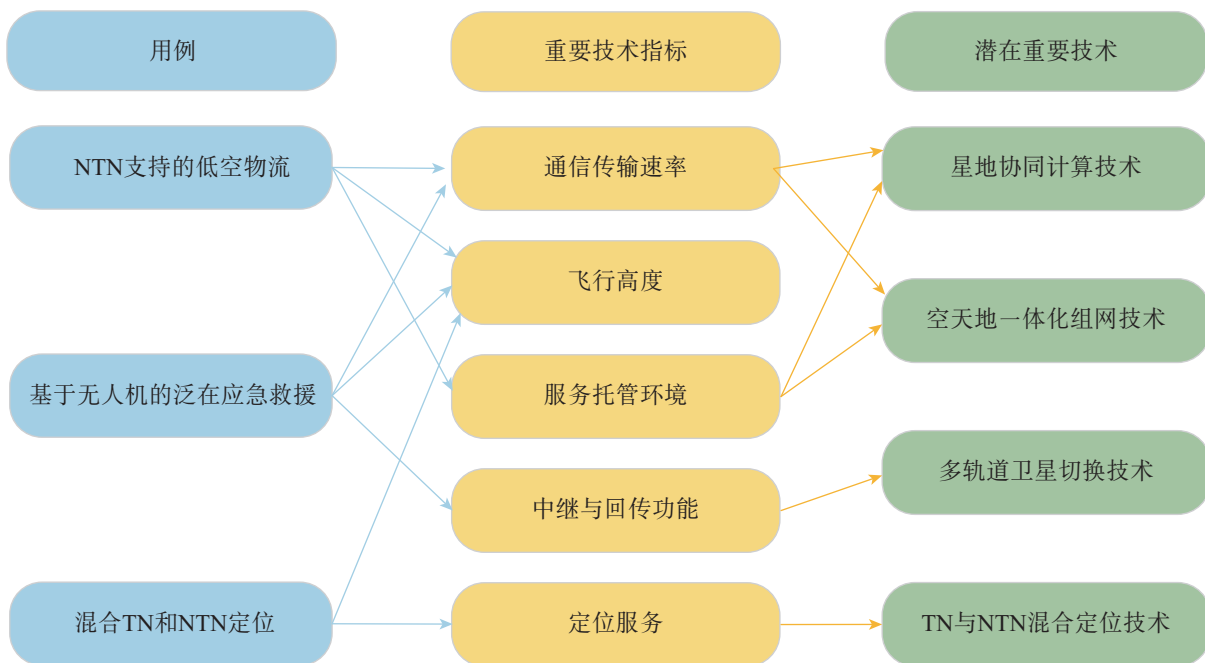 用例
重要技术指标
潜在重要技术
NTN支持的低空物流
通信传输速率
星地协同计算技术
飞行高度
空天地一体化组网技术
基于无人机的泛在应急救援
服务托管环境
多轨道卫星切换技术
中继与回传功能
混合TN和NTN定位
定位服务
TN与NTN混合定位技术